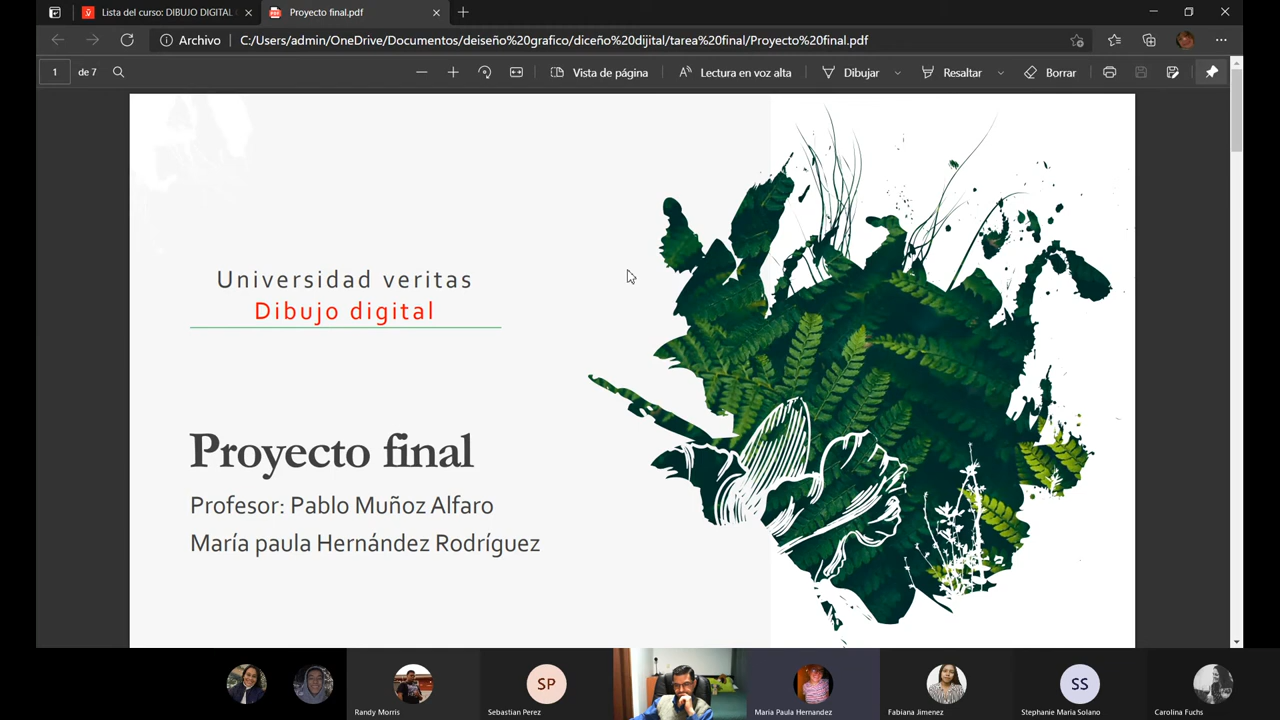 Lista del curso: DIBUJO DIGITAL
Proyecto final.pdf
Archivo
C:/Users/admin/OneDrive/Documentos/deiseño%20grafico/diceño%20dijital/tarea%20final/Proyecto%20final.pdf
1 de 7
Vista de página
Lectura en voz alta
Dibujar
Resaltar
Borrar
Universidad veritas
Dibujo digital
Proyecto final
Profesor: Pablo Muñoz Alfaro
María paula Hernández Rodríguez
SP
SS
Randy Morris
Sebastian Perez
Maria Paula Hernandez
Fabiana Jimenez
Stephanie Maria Solano
Carolina Fuchs